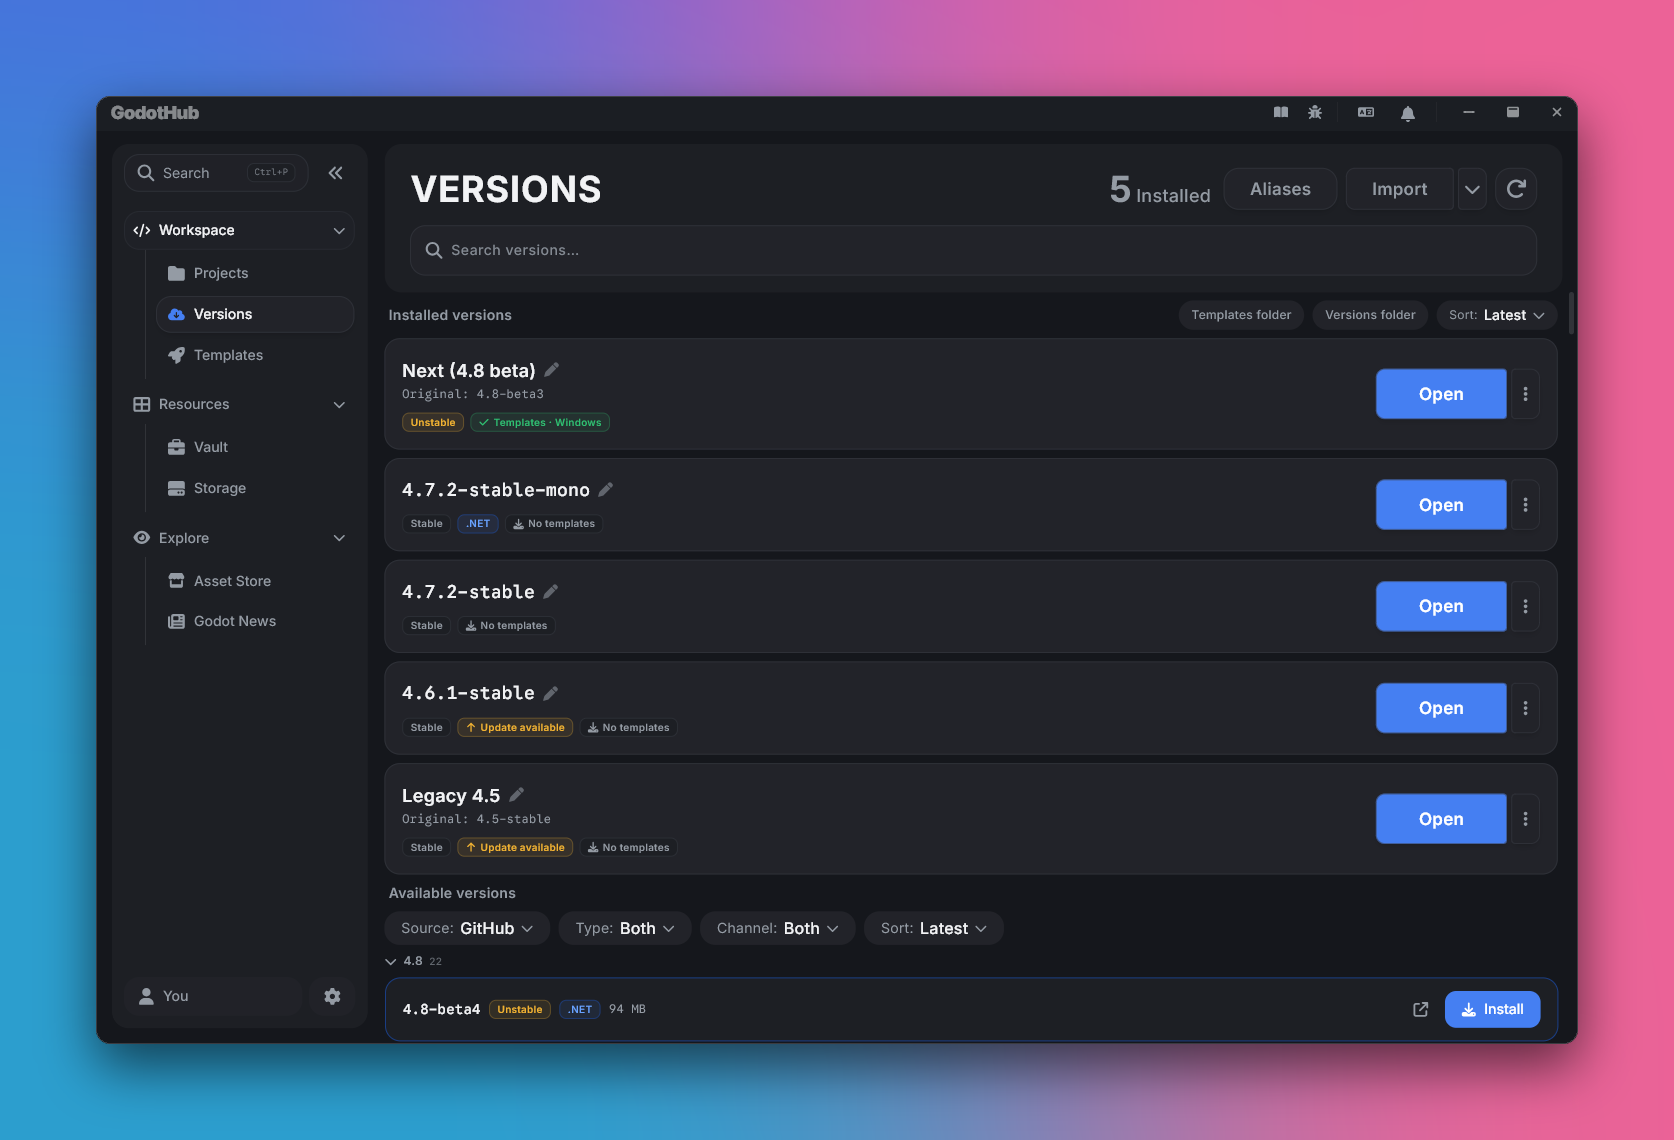 GodotHub
Search Ctrl+P
Workspace
Projects
Versions
Templates
Resources
Vault
Storage
Explore
Asset Store
Godot News
You
VERSIONS
5 Installed
Aliases
Import
Search versions...
Installed versions
Templates folder
Versions folder
Sort: Latest
Next (4.8 beta)
Original: 4.8-beta3
Unstable
Templates · Windows
Open
4.7.2-stable-mono
Stable
.NET
No templates
Open
4.7.2-stable
Stable
No templates
Open
4.6.1-stable
Stable
Update available
No templates
Open
Legacy 4.5
Original: 4.5-stable
Stable
Update available
No templates
Open
Available versions
Source: GitHub
Type: Both
Channel: Both
Sort: Latest
4.8 22
4.8-beta4
Unstable
.NET
94 MB
Install